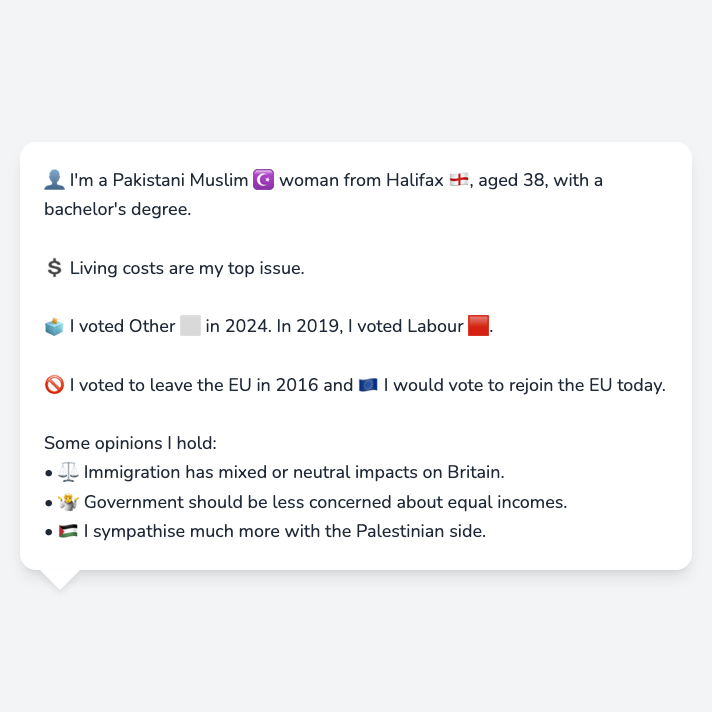 👤 I'm a Pakistani Muslim ☪️ woman from Halifax 🏴󠁧󠁢󠁥󠁮󠁧󠁿, aged 38, with a
bachelor's degree.
💲 Living costs are my top issue.
🗳️ I voted Other ⬜ in 2024. In 2019, I voted Labour 🟥.
🚫 I voted to leave the EU in 2016 and 🇪🇺 I would vote to rejoin the EU today.
Some opinions I hold:
• ⚖️ Immigration has mixed or neutral impacts on Britain.
• 🤷 Government should be less concerned about equal incomes.
• 🇵🇸 I sympathise much more with the Palestinian side.